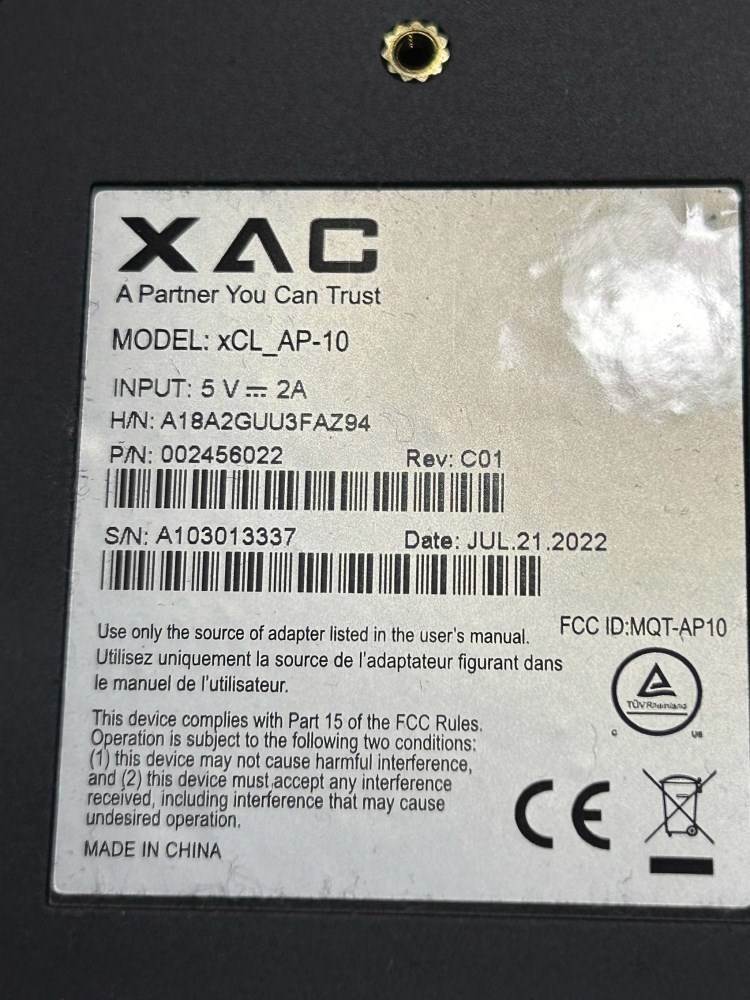 XAC
A Partner You Can Trust
MODEL: xCL_AP-10
INPUT: 5 V ⎓ 2A
H/N: A18A2GUU3FAZ94
P/N: 002456022 Rev: C01
S/N: A103013337 Date: JUL.21.2022
Use only the source of adapter listed in the user's manual.
FCC ID:MQT-AP10
Utilisez uniquement la source de l'adaptateur figurant dans
le manuel de l'utilisateur.
TÜVRheinland
C US
This device complies with Part 15 of the FCC Rules.
Operation is subject to the following two conditions:
(1) this device may not cause harmful interference,
and (2) this device must accept any interference
received, including interference that may cause
undesired operation.
CE
MADE IN CHINA